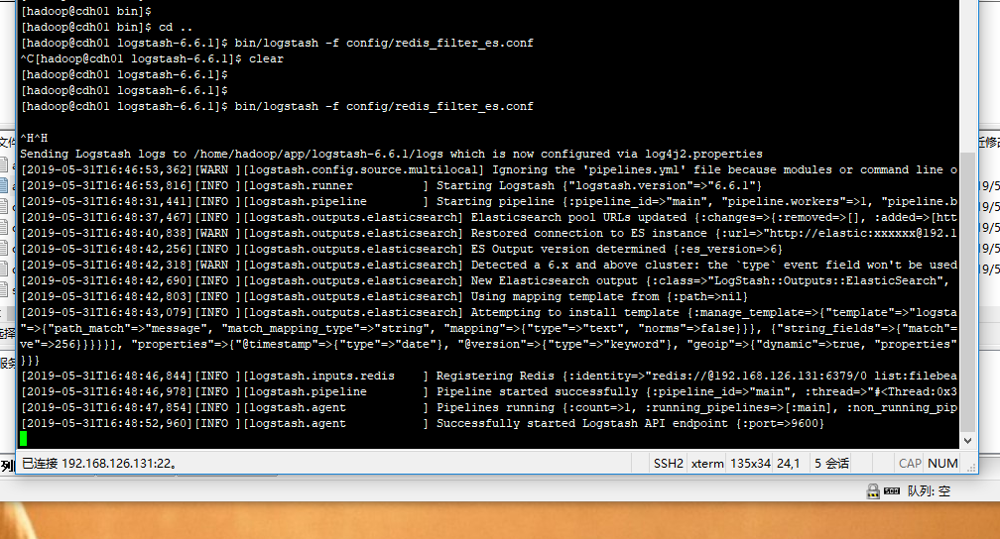 [hadoop@cdh01 bin]$
[hadoop@cdh01 bin]$ cd ..
[hadoop@cdh01 logstash-6.6.1]$ bin/logstash -f config/redis_filter_es.conf
^C[hadoop@cdh01 logstash-6.6.1]$ clear
[hadoop@cdh01 logstash-6.6.1]$
[hadoop@cdh01 logstash-6.6.1]$
[hadoop@cdh01 logstash-6.6.1]$ bin/logstash -f config/redis_filter_es.conf
^H^H
Sending Logstash logs to /home/hadoop/app/logstash-6.6.1/logs which is now configured via log4j2.properties
[2019-05-31T16:46:53,362][WARN ][logstash.config.source.multilocal] Ignoring the 'pipelines.yml' file because modules or command line o
[2019-05-31T16:46:53,816][INFO ][logstash.runner          ] Starting Logstash {"logstash.version"=>"6.6.1"}
[2019-05-31T16:48:31,441][INFO ][logstash.pipeline        ] Starting pipeline {:pipeline_id=>"main", "pipeline.workers"=>1, "pipeline.b
[2019-05-31T16:48:37,467][INFO ][logstash.outputs.elasticsearch] Elasticsearch pool URLs updated {:changes=>{:removed=>[], :added=>[htt
[2019-05-31T16:48:40,838][WARN ][logstash.outputs.elasticsearch] Restored connection to ES instance {:url=>"http://elastic:xxxxxx@192.1
[2019-05-31T16:48:42,256][INFO ][logstash.outputs.elasticsearch] ES Output version determined {:es_version=>6}
[2019-05-31T16:48:42,318][WARN ][logstash.outputs.elasticsearch] Detected a 6.x and above cluster: the `type` event field won't be used
[2019-05-31T16:48:42,690][INFO ][logstash.outputs.elasticsearch] New Elasticsearch output {:class=>"LogStash::Outputs::ElasticSearch",
[2019-05-31T16:48:42,803][INFO ][logstash.outputs.elasticsearch] Using mapping template from {:path=>nil}
[2019-05-31T16:48:43,079][INFO ][logstash.outputs.elasticsearch] Attempting to install template {:manage_template=>{"template"=>"logsta
"=>{"path_match"=>"message", "match_mapping_type"=>"string", "mapping"=>{"type"=>"text", "norms"=>false}}}, {"string_fields"=>{"match"=
ve"=>256}}}}}], "properties"=>{"@timestamp"=>{"type"=>"date"}, "@version"=>{"type"=>"keyword"}, "geoip"=>{"dynamic"=>true, "properties"
}}}
[2019-05-31T16:48:46,844][INFO ][logstash.inputs.redis    ] Registering Redis {:identity=>"redis://@192.168.126.131:6379/0 list:filebea
[2019-05-31T16:48:46,978][INFO ][logstash.pipeline        ] Pipeline started successfully {:pipeline_id=>"main", :thread=>"#<Thread:0x3
[2019-05-31T16:48:47,854][INFO ][logstash.agent           ] Pipelines running {:count=>1, :running_pipelines=>[:main], :non_running_pip
[2019-05-31T16:48:52,960][INFO ][logstash.agent           ] Successfully started Logstash API endpoint {:port=>9600}
已连接 192.168.126.131:22。 SSH2 xterm 135x34 24,1 5 会话 CAP NUM
队列: 空